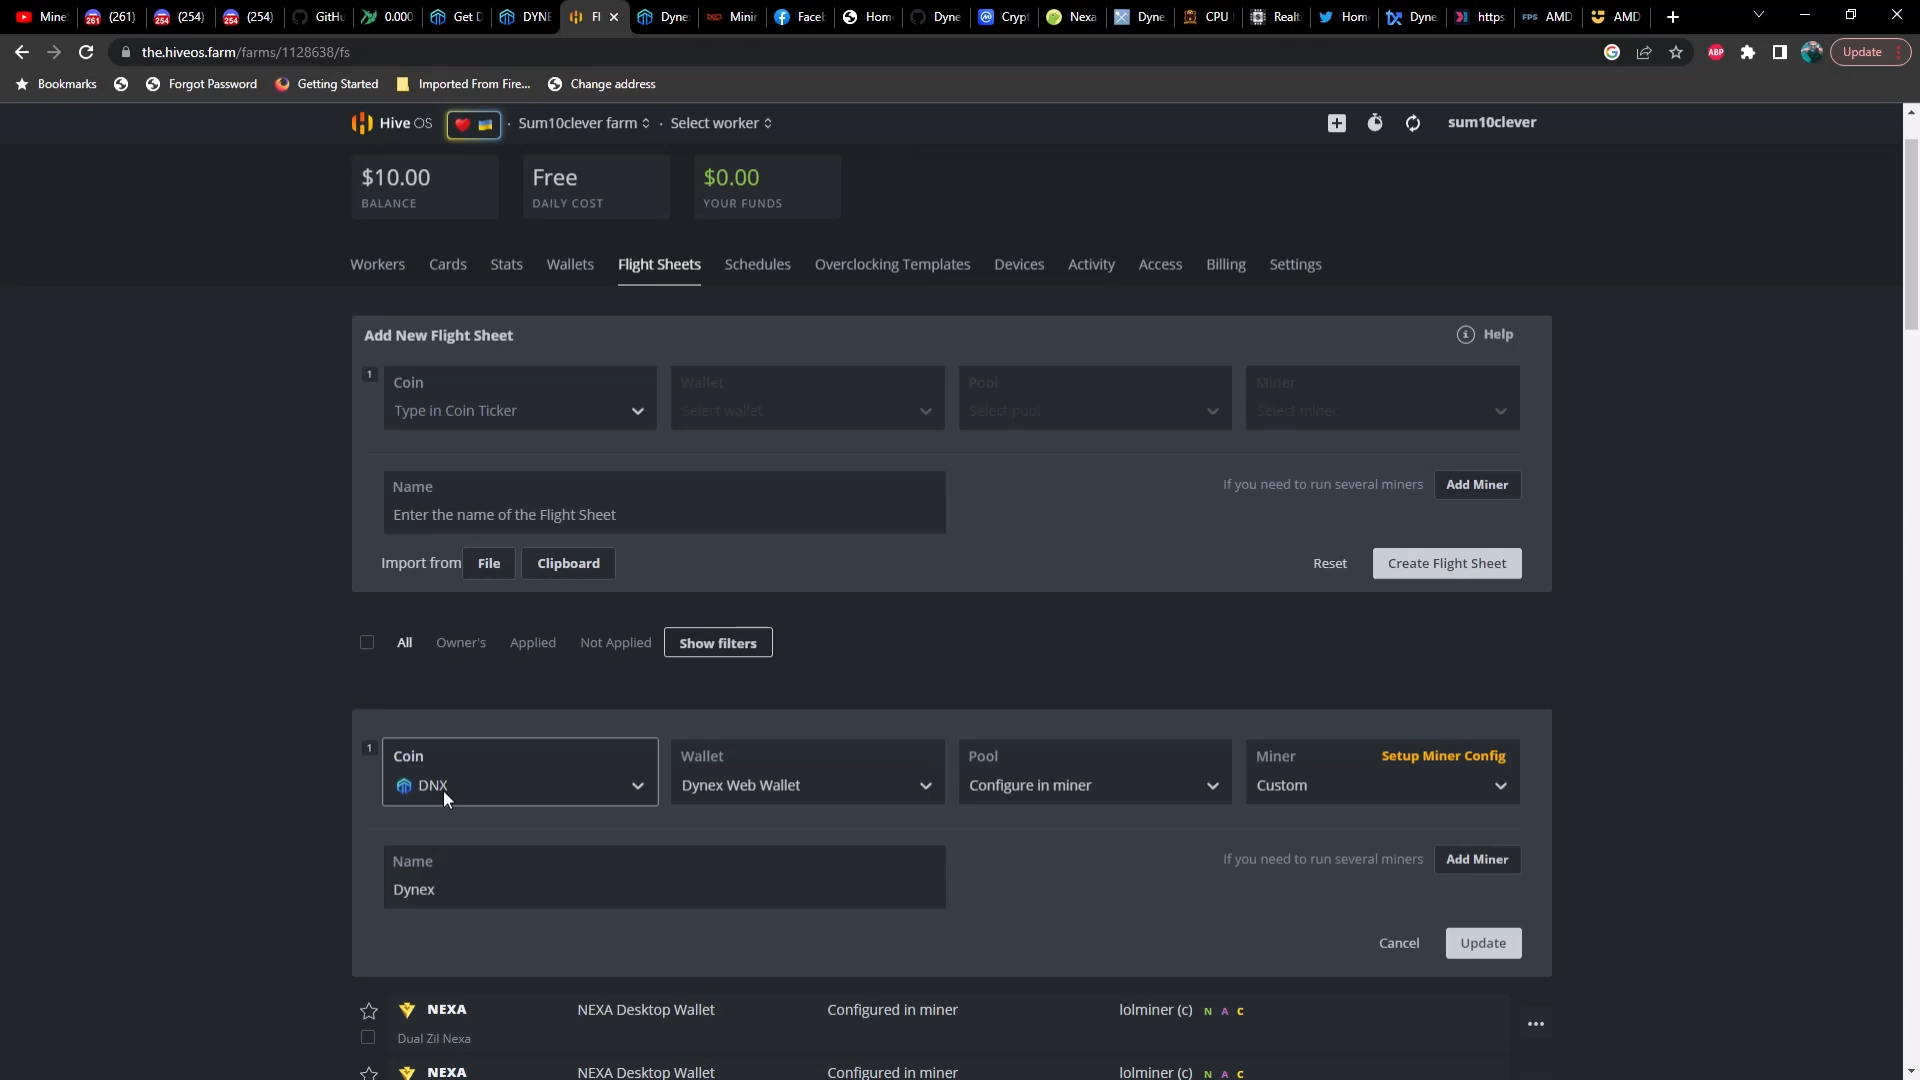 Mine
(261)
(254)
(254)
GitHu
0.000
Get D
DYNE
Fl
Dyne
Minin
Facel
Hom
Dyne
Crypt
Nexa
Dyne
CPU
Realt
Hom
Dyne
https
AMD
AMD
the.hiveos.farm/farms/1128638/fs
Update
Bookmarks
Forgot Password
Getting Started
Imported From Fire...
Change address
Hive OS · Sum10clever farm · Select worker
sum10clever
$10.00
BALANCE
Free
DAILY COST
$0.00
YOUR FUNDS
Workers Cards Stats Wallets Flight Sheets Schedules Overclocking Templates Devices Activity Access Billing Settings
Add New Flight Sheet
Help
1
Coin
Type in Coin Ticker
Wallet
Select wallet
Pool
Select pool
Miner
Select miner
Name
Enter the name of the Flight Sheet
If you need to run several miners
Add Miner
Import from File Clipboard
Reset
Create Flight Sheet
All Owner's Applied Not Applied Show filters
1
Coin
DNX
Wallet
Dynex Web Wallet
Pool
Configure in miner
Miner Setup Miner Config
Custom
Name
Dynex
If you need to run several miners
Add Miner
Cancel
Update
NEXA NEXA Desktop Wallet Configured in miner lolminer (c) N A C
Dual Zil Nexa
NEXA NEXA Desktop Wallet Configured in miner lolminer (c) N A C